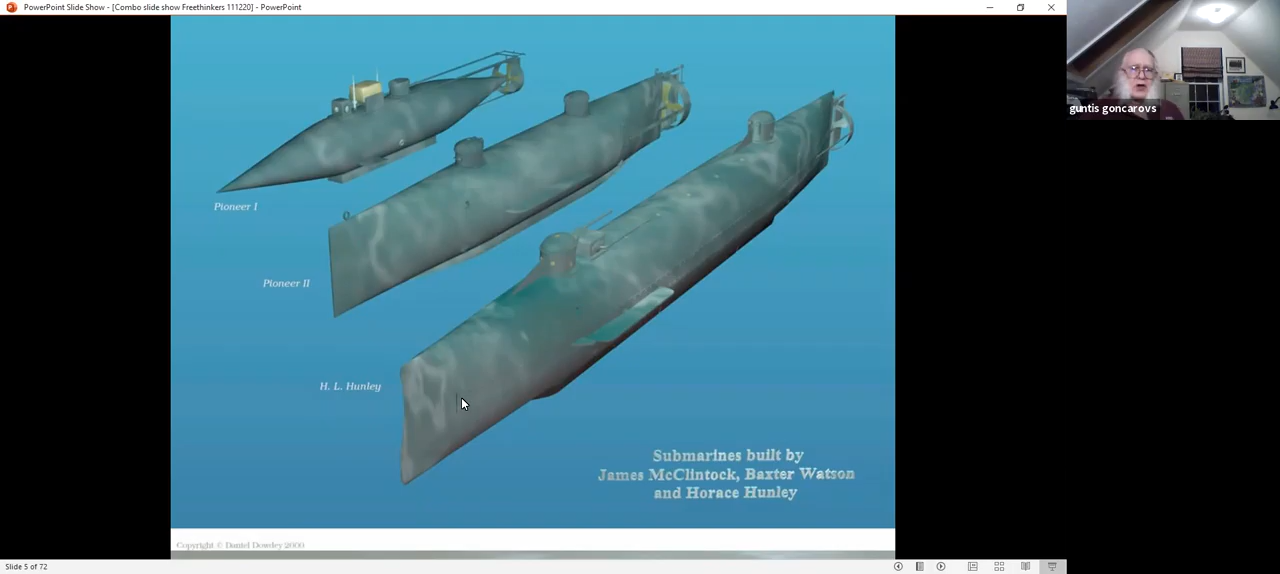 PowerPoint Slide Show - [Combo slide show Freethinkers 111220] - PowerPoint
guntis goncarovs
Pioneer I
Pioneer II
H. L. Hunley
Submarines built by
James McClintock, Baxter Watson
and Horace Hunley
Copyright © Daniel Dowdey 2000
Slide 5 of 72